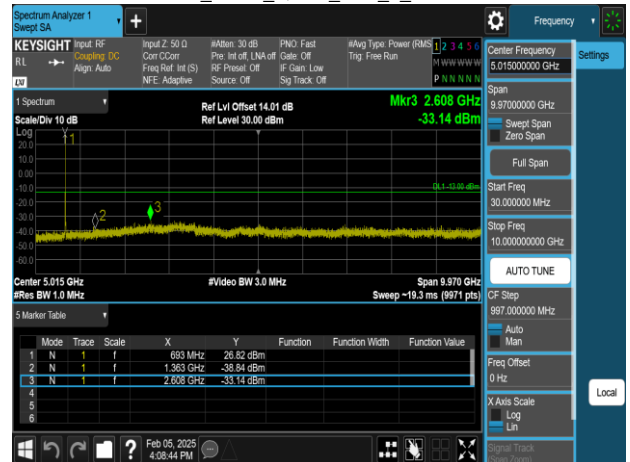 Spectrum Analyzer 1
Swept SA
Frequency
KEYSIGHT
RL
LXI
Input: RF
Coupling: DC
Align: Auto
Input Z: 50 Ω
Corr CCorr
Freq Ref: Int (S)
NFE: Adaptive
#Atten: 30 dB
Pre: Int off, LNA off
RF Presel: Off
Source: Off
PNO: Fast
Gate: Off
IF Gain: Low
Sig Track: Off
#Avg Type: Power (RMS
Trig: Free Run
1 2 3 4 5 6
M W W W W W
P N N N N N
Center Frequency
5.015000000 GHz
Settings
Span
9.97000000 GHz
Swept Span
Zero Span
Full Span
Start Freq
30.000000 MHz
Stop Freq
10.000000000 GHz
AUTO TUNE
CF Step
997.000000 MHz
Auto
Man
Freq Offset
0 Hz
X Axis Scale
Log
Lin
Signal Track
(Span Zoom)
Local
1 Spectrum
Scale/Div 10 dB
Ref Lvl Offset 14.01 dB
Ref Level 30.00 dBm
Mkr3 2.608 GHz
-33.14 dBm
Log
20.0
10.0
0.00
-10.0
-20.0
-30.0
-40.0
-50.0
-60.0
1
2
3
DL1 -13.00 dBm
Center 5.015 GHz
#Res BW 1.0 MHz
#Video BW 3.0 MHz
Span 9.970 GHz
Sweep ~19.3 ms (9971 pts)
5 Marker Table
Mode Trace Scale X Y Function Function Width Function Value
1 N 1 f 693 MHz 26.82 dBm
2 N 1 f 1.363 GHz -38.84 dBm
3 N 1 f 2.608 GHz -33.14 dBm
4
5
6
?
Feb 05, 2025
4:08:44 PM